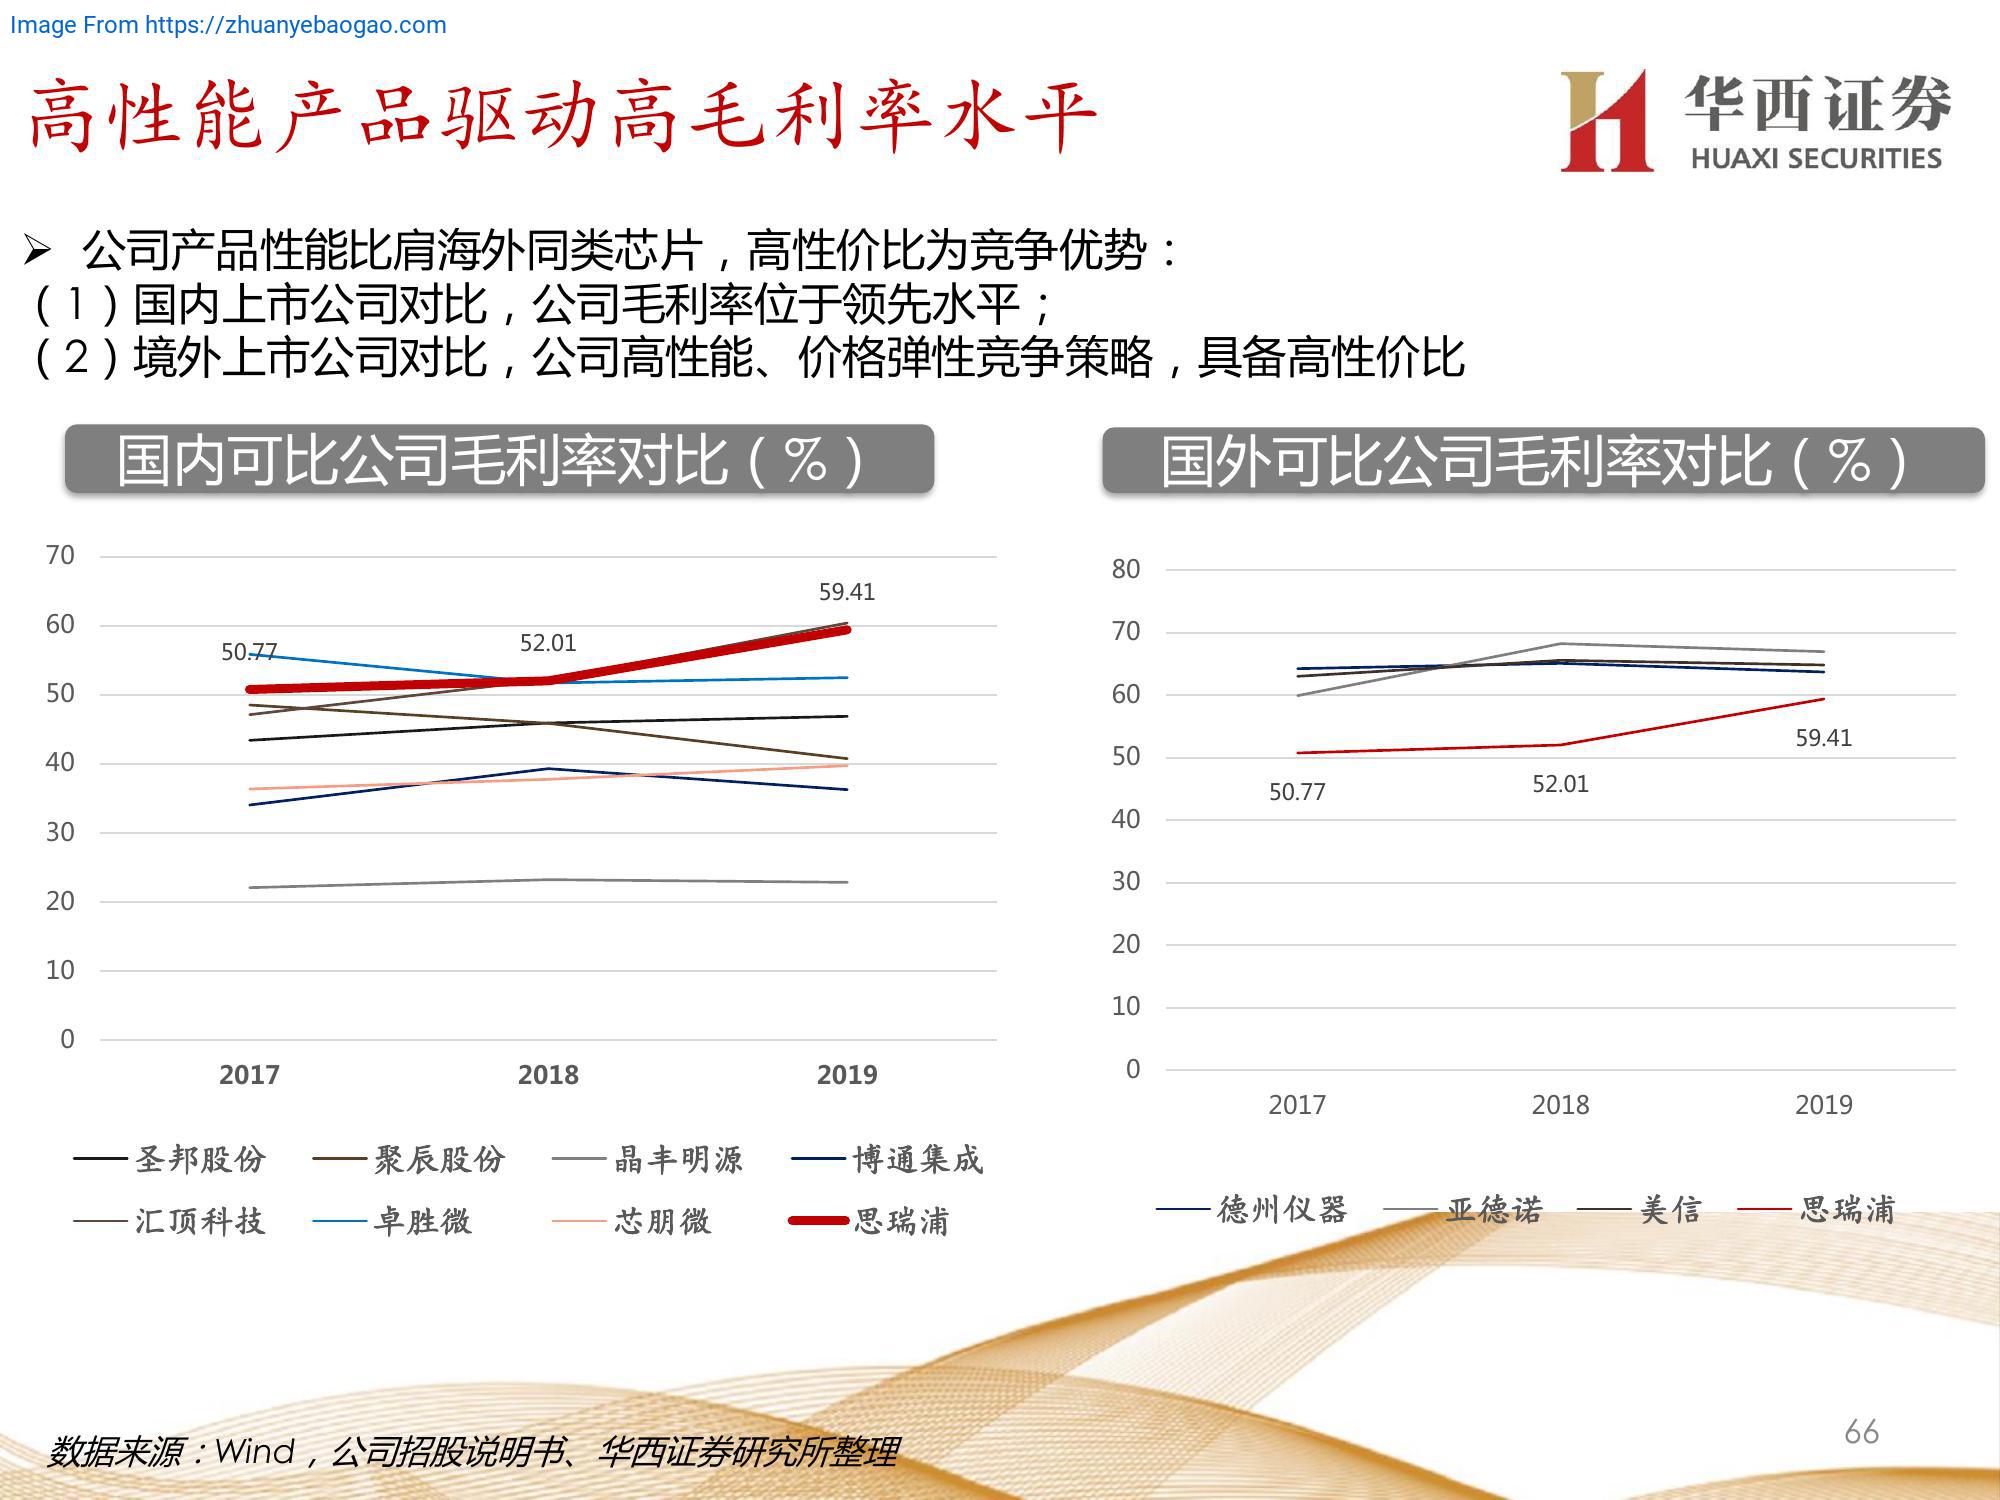 Image From https://zhuanyebaogao.com
高性能产品驱动高毛利率水平
华西证券
HUAXI SECURITIES
➢ 公司产品性能比肩海外同类芯片，高性价比为竞争优势：
（1）国内上市公司对比，公司毛利率位于领先水平；
（2）境外上市公司对比，公司高性能、价格弹性竞争策略，具备高性价比
国内可比公司毛利率对比（%）
70
60
50
40
30
20
10
0
50.77
52.01
59.41
2017 2018 2019
圣邦股份 聚辰股份 晶丰明源 博通集成
汇顶科技 卓胜微 芯朋微 思瑞浦
国外可比公司毛利率对比（%）
80
70
60
50
40
30
20
10
0
50.77
52.01
59.41
2017 2018 2019
德州仪器 亚德诺 美信 思瑞浦
数据来源：Wind，公司招股说明书、华西证券研究所整理
66